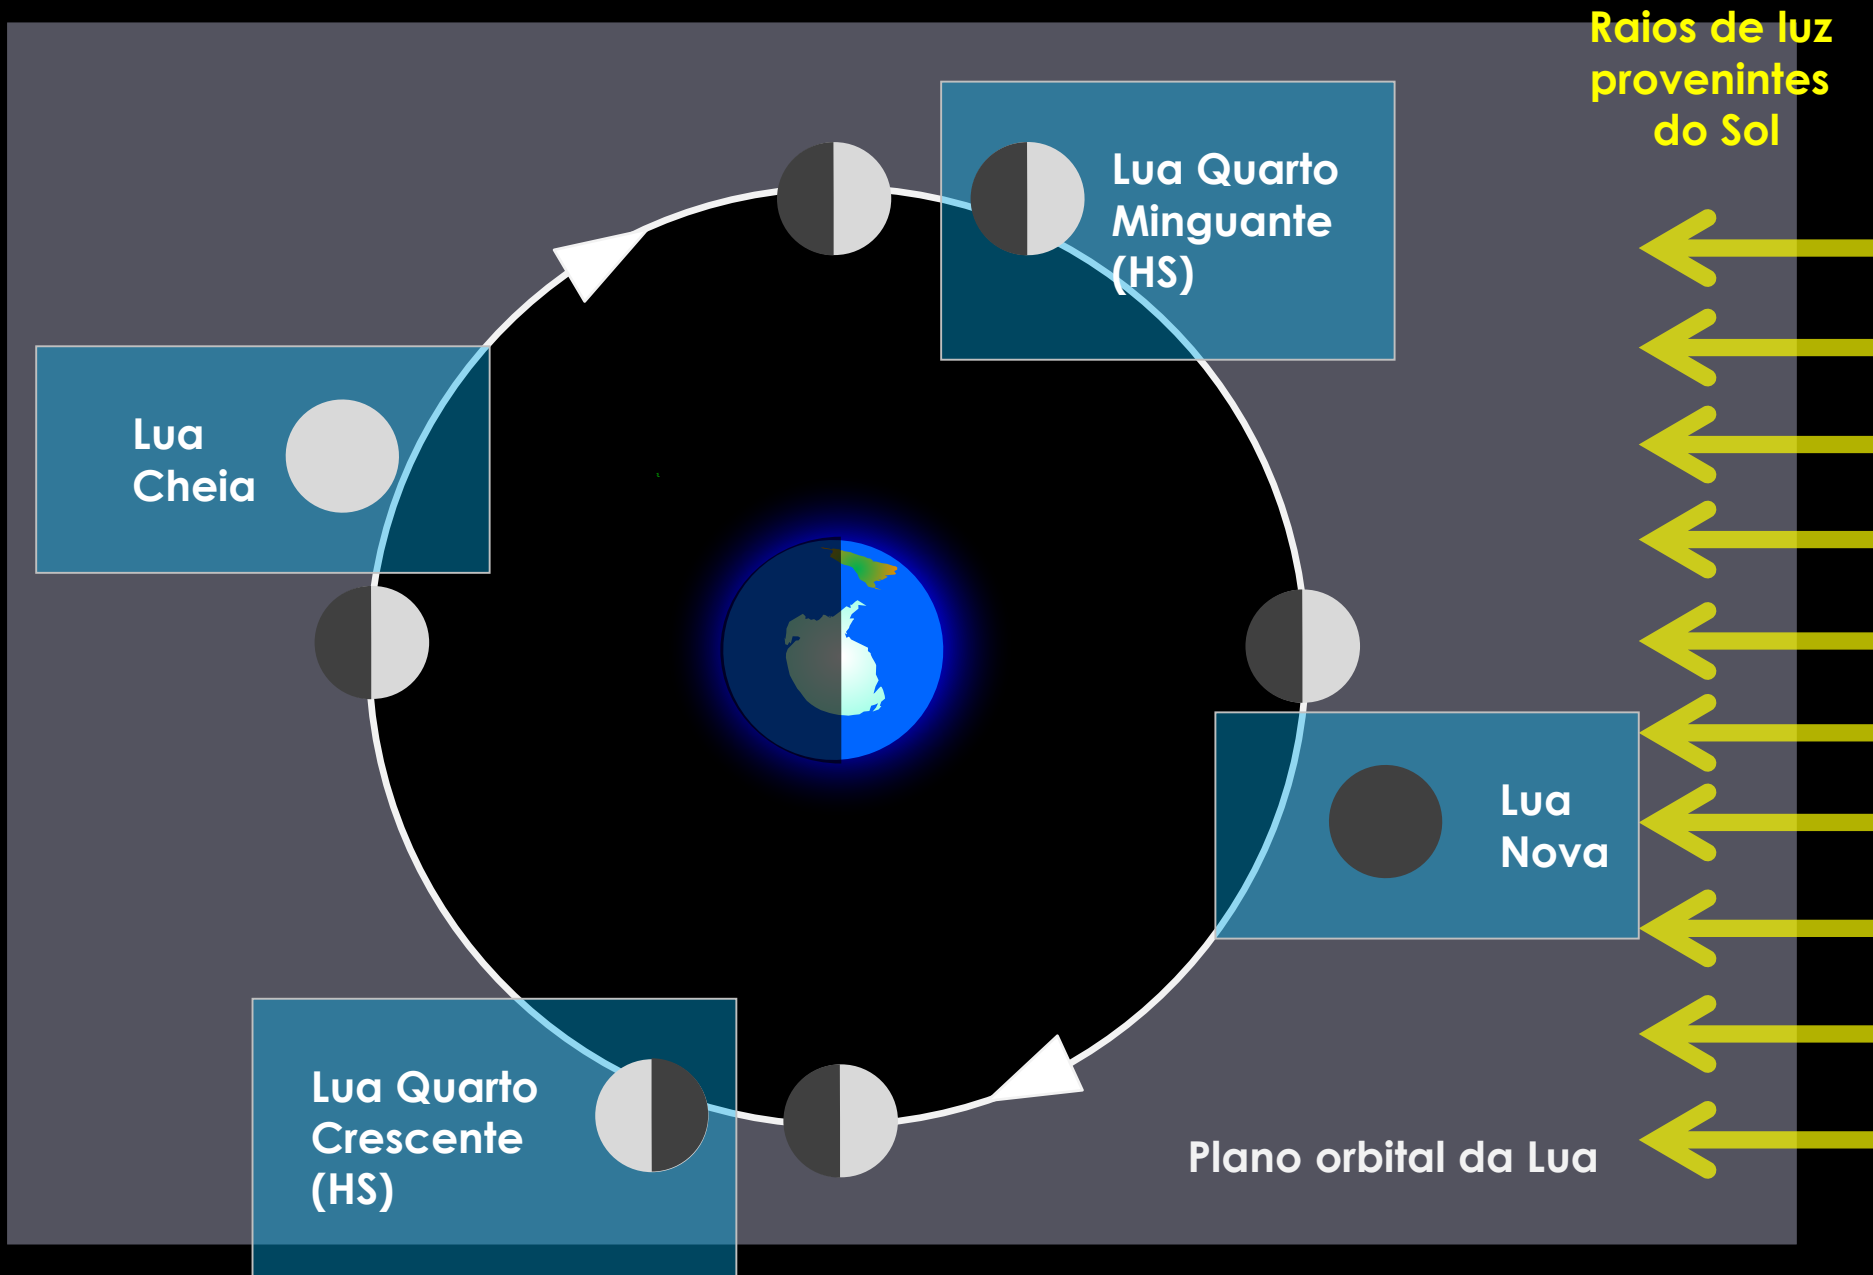 Raios de luz
provenintes
do Sol
Lua Quarto
Minguante
(HS)
Lua
Cheia
Lua
Nova
Lua Quarto
Crescente
(HS)
Plano orbital da Lua